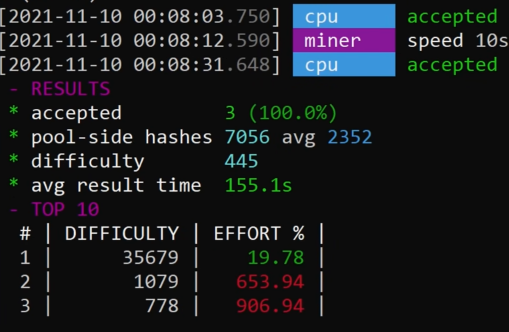 [2021-11-10 00:08:03.750] cpu accepted
[2021-11-10 00:08:12.590] miner speed 10s
[2021-11-10 00:08:31.648] cpu accepted
- RESULTS
* accepted 3 (100.0%)
* pool-side hashes 7056 avg 2352
* difficulty 445
* avg result time 155.1s
- TOP 10
# | DIFFICULTY | EFFORT % |
1 | 35679 | 19.78 |
2 | 1079 | 653.94 |
3 | 778 | 906.94 |